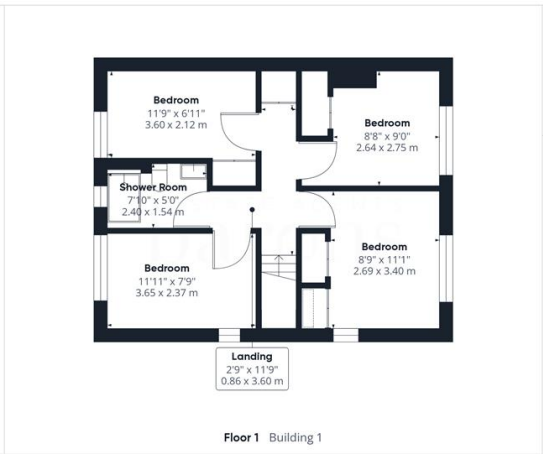 Bedroom
11'9" x 6'11"
3.60 x 2.12 m
Bedroom
8'8" x 9'0"
2.64 x 2.75 m
Shower Room
7'10" x 5'0"
2.40 x 1.54 m
Bedroom
11'11" x 7'9"
3.65 x 2.37 m
Bedroom
8'9" x 11'1"
2.69 x 3.40 m
Landing
2'9" x 11'9"
0.86 x 3.60 m
Floor 1 Building 1